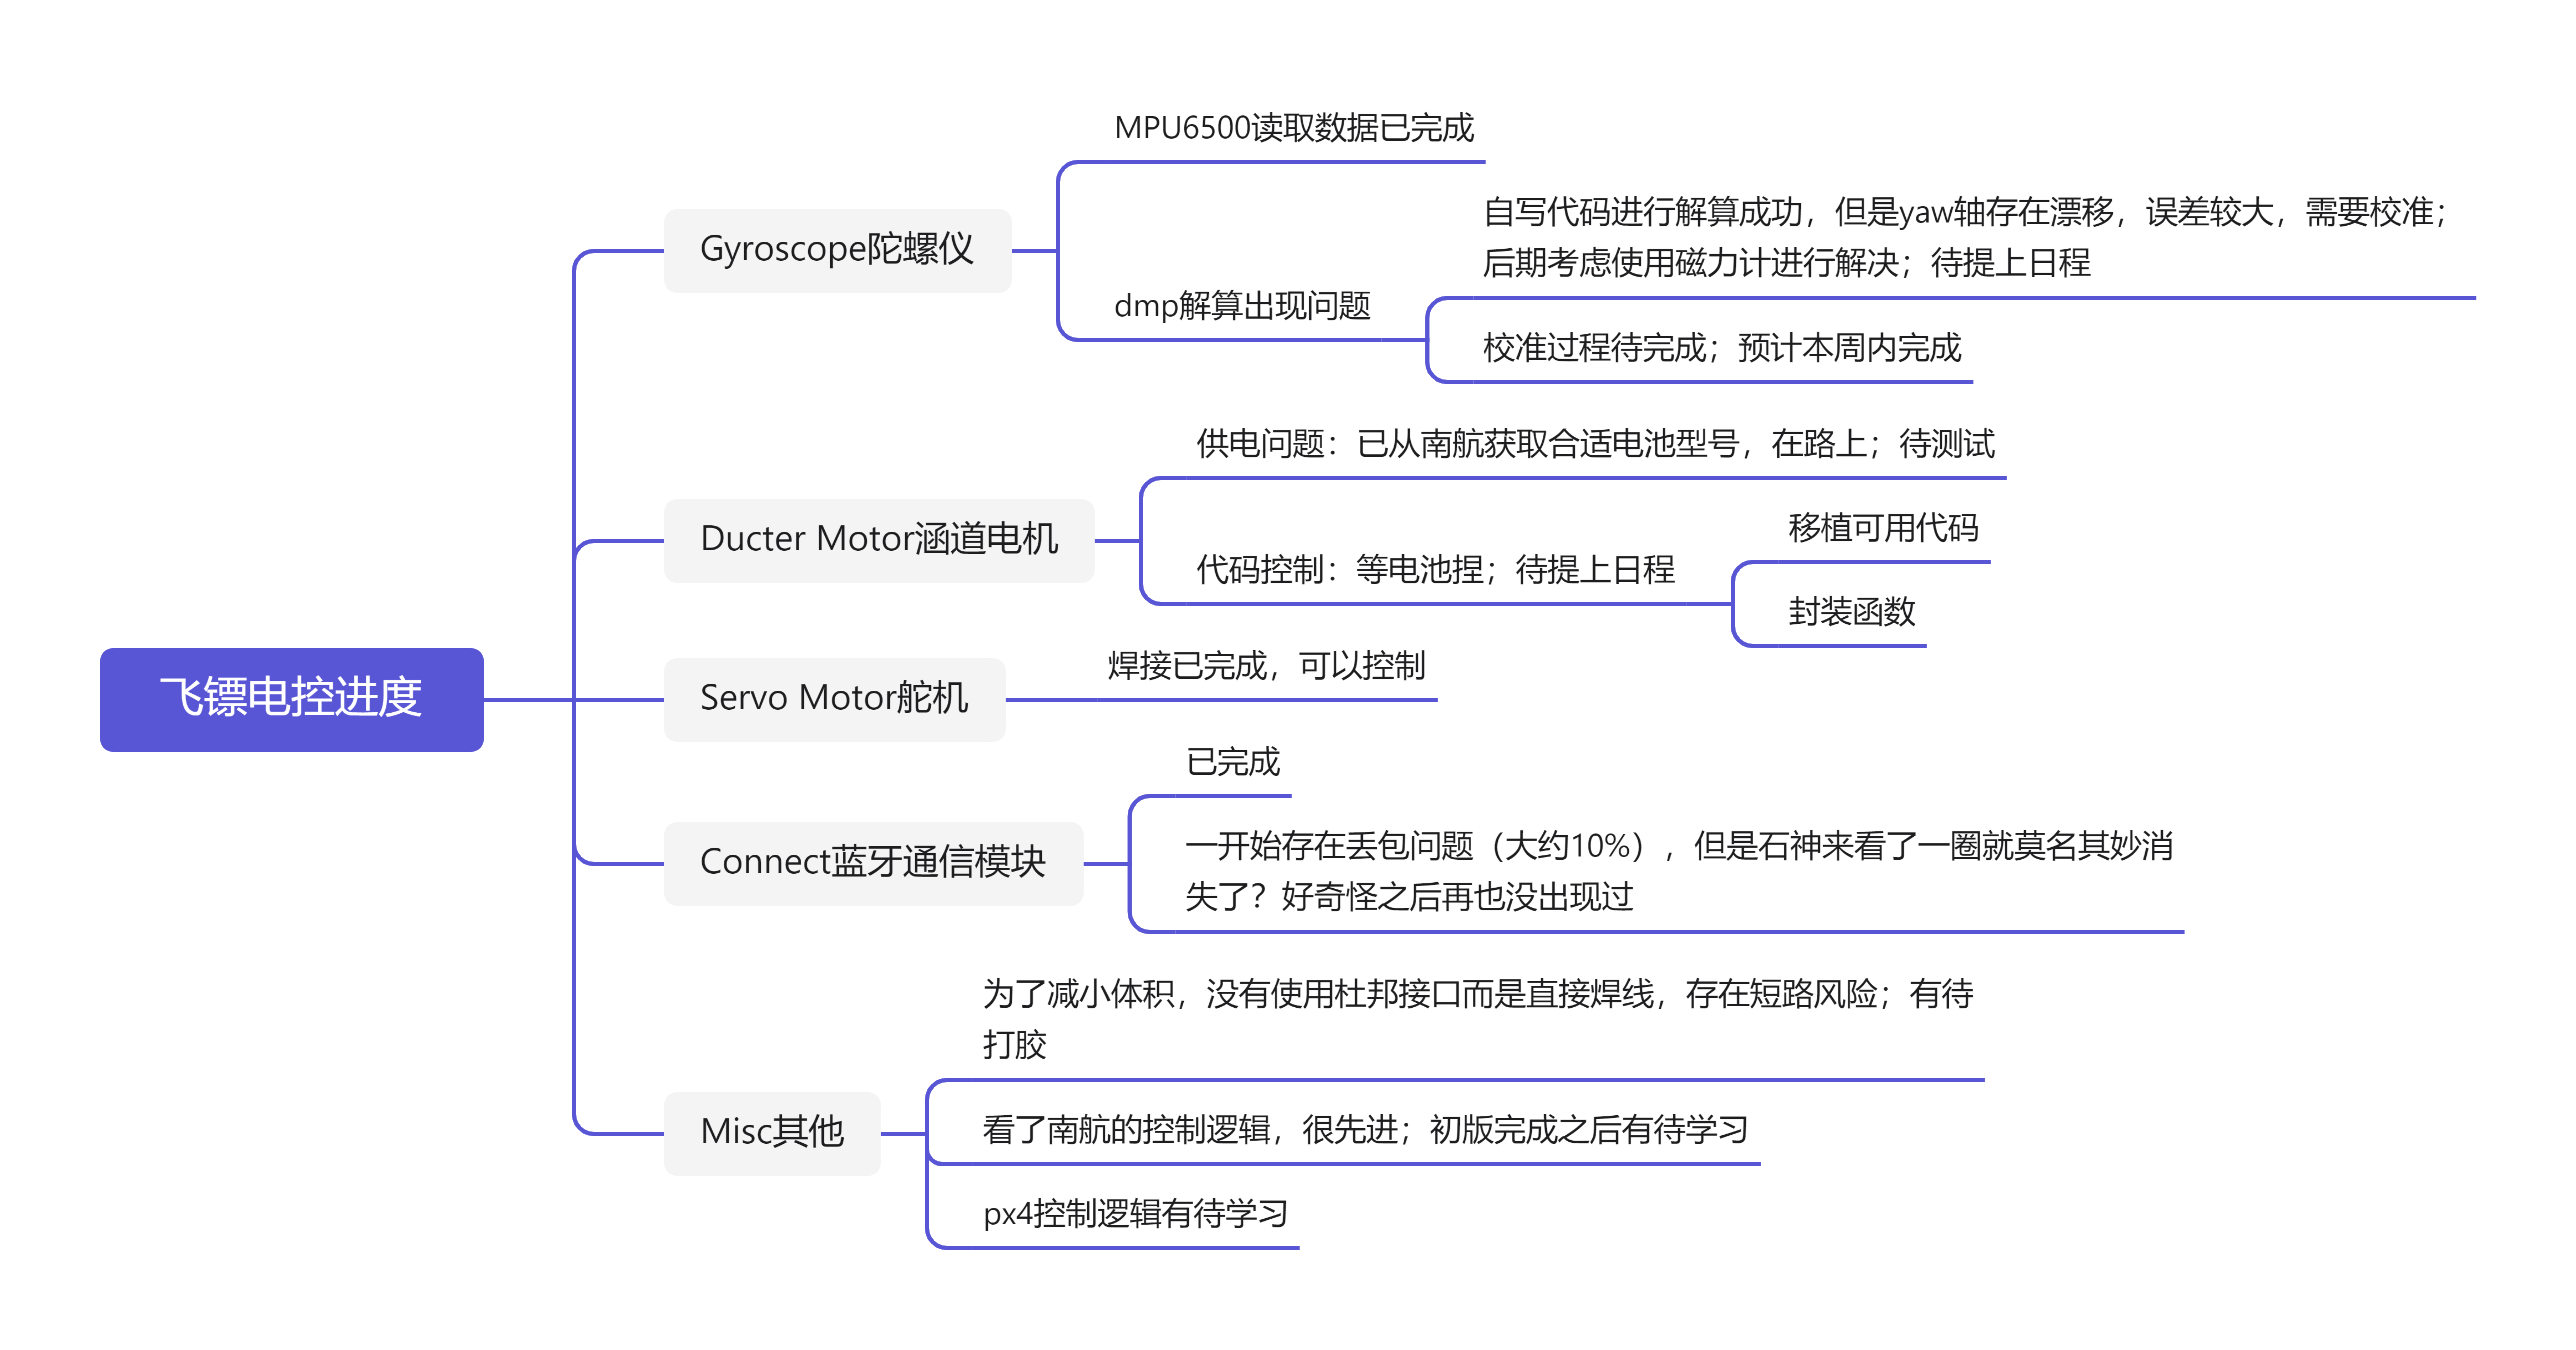 飞镖电控进度
Gyroscope陀螺仪
MPU6500读取数据已完成
dmp解算出现问题
自写代码进行解算成功，但是yaw轴存在漂移，误差较大，需要校准；
后期考虑使用磁力计进行解决；待提上日程
校准过程待完成；预计本周内完成
Ducter Motor涵道电机
供电问题：已从南航获取合适电池型号，在路上；待测试
代码控制：等电池捏；待提上日程
移植可用代码
封装函数
Servo Motor舵机
焊接已完成，可以控制
Connect蓝牙通信模块
已完成
一开始存在丢包问题（大约10%），但是石神来看了一圈就莫名其妙消
失了？好奇怪之后再也没出现过
Misc其他
为了减小体积，没有使用杜邦接口而是直接焊线，存在短路风险；有待
打胶
看了南航的控制逻辑，很先进；初版完成之后有待学习
px4控制逻辑有待学习